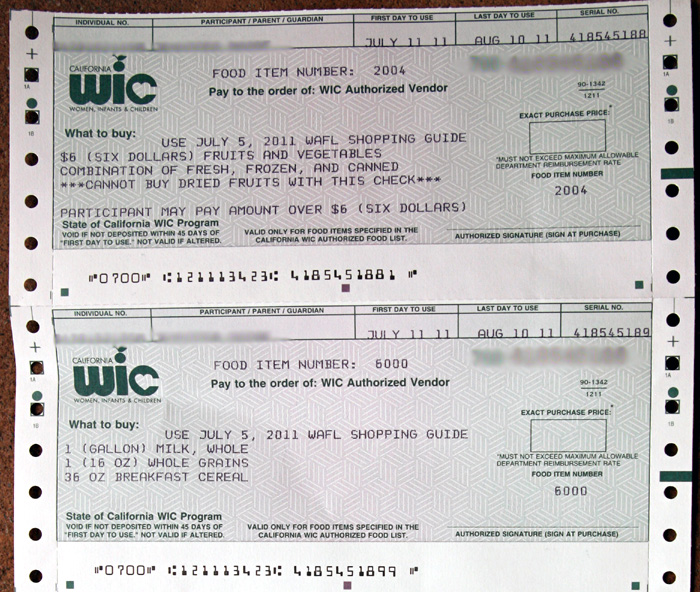 INDIVIDUAL NO. PARTICIPANT / PARENT / GUARDIAN FIRST DAY TO USE LAST DAY TO USE SERIAL NO.
JULY 11 11 AUG 10 11 418545188
CALIFORNIA
WIC
WOMEN, INFANTS & CHILDREN
FOOD ITEM NUMBER: 2004
Pay to the order of: WIC Authorized Vendor
90-1342
1211
EXACT PURCHASE PRICE:*
What to buy:
USE JULY 5, 2011 WAFL SHOPPING GUIDE
$6 (SIX DOLLARS) FRUITS AND VEGETABLES
COMBINATION OF FRESH, FROZEN, AND CANNED
***CANNOT BUY DRIED FRUITS WITH THIS CHECK***
PARTICIPANT MAY PAY AMOUNT OVER $6 (SIX DOLLARS)
*MUST NOT EXCEED MAXIMUM ALLOWABLE
DEPARTMENT REIMBURSEMENT RATE
FOOD ITEM NUMBER
2004
State of California WIC Program
VOID IF NOT DEPOSITED WITHIN 45 DAYS OF
"FIRST DAY TO USE." NOT VALID IF ALTERED.
VALID ONLY FOR FOOD ITEMS SPECIFIED IN THE
CALIFORNIA WIC AUTHORIZED FOOD LIST.
AUTHORIZED SIGNATURE (SIGN AT PURCHASE)
⑈0700⑈ ⑆121113423⑆ 4185451881⑈
1A
1B
1A
1B
INDIVIDUAL NO. PARTICIPANT / PARENT / GUARDIAN FIRST DAY TO USE LAST DAY TO USE SERIAL NO.
JULY 11 11 AUG 10 11 418545189
CALIFORNIA
WIC
WOMEN, INFANTS & CHILDREN
FOOD ITEM NUMBER: 6000
Pay to the order of: WIC Authorized Vendor
90-1342
1211
EXACT PURCHASE PRICE:*
What to buy:
USE JULY 5, 2011 WAFL SHOPPING GUIDE
1 (GALLON) MILK, WHOLE
1 (16 OZ) WHOLE GRAINS
36 OZ BREAKFAST CEREAL
*MUST NOT EXCEED MAXIMUM ALLOWABLE
DEPARTMENT REIMBURSEMENT RATE
FOOD ITEM NUMBER
6000
State of California WIC Program
VOID IF NOT DEPOSITED WITHIN 45 DAYS OF
"FIRST DAY TO USE." NOT VALID IF ALTERED.
VALID ONLY FOR FOOD ITEMS SPECIFIED IN THE
CALIFORNIA WIC AUTHORIZED FOOD LIST.
AUTHORIZED SIGNATURE (SIGN AT PURCHASE)
⑈0700⑈ ⑆121113423⑆ 4185451899⑈
1A
1B
1A
1B